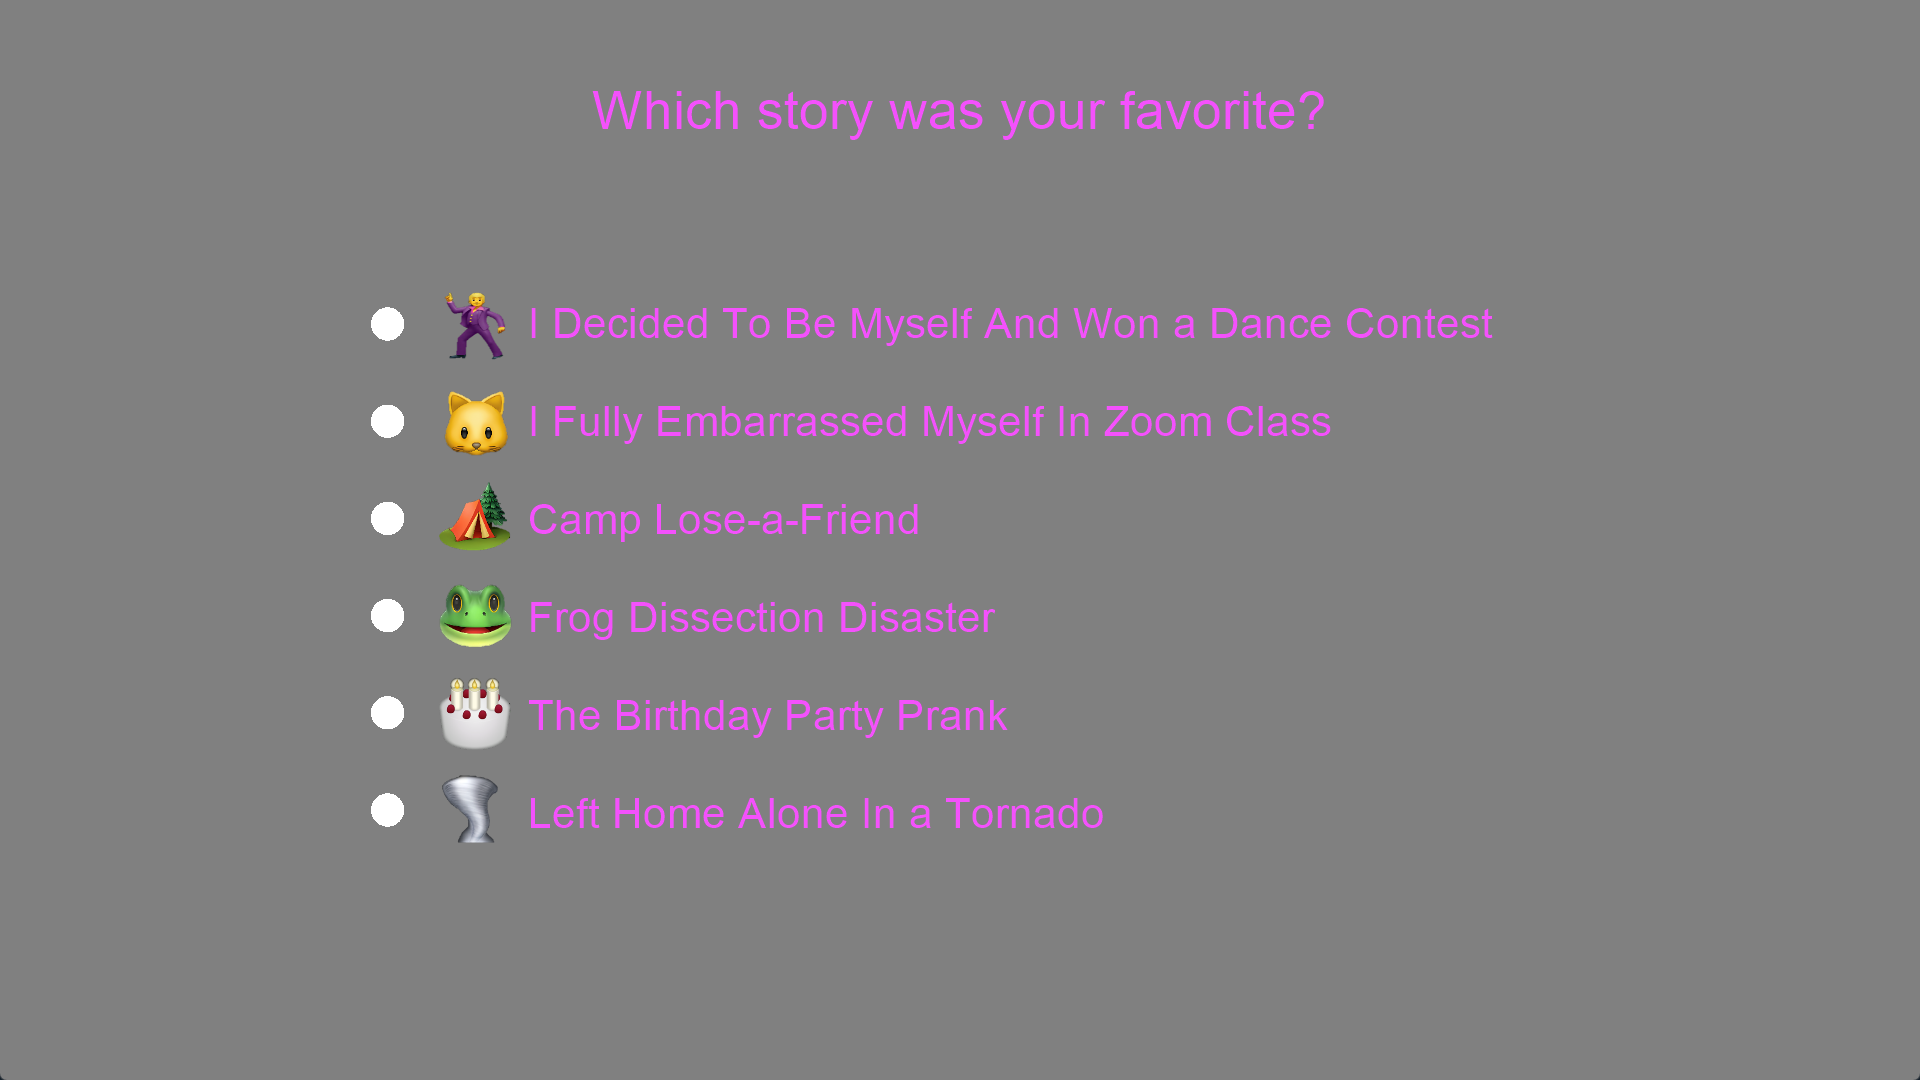 Which story was your favorite?
I Decided To Be Myself And Won a Dance Contest
I Fully Embarrassed Myself In Zoom Class
Camp Lose-a-Friend
Frog Dissection Disaster
The Birthday Party Prank
Left Home Alone In a Tornado